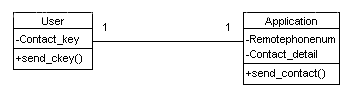 User
-Contact_key
+send_ckey()
1
1
Application
-Remotephonenum
-Contact_detail
+send_contact()